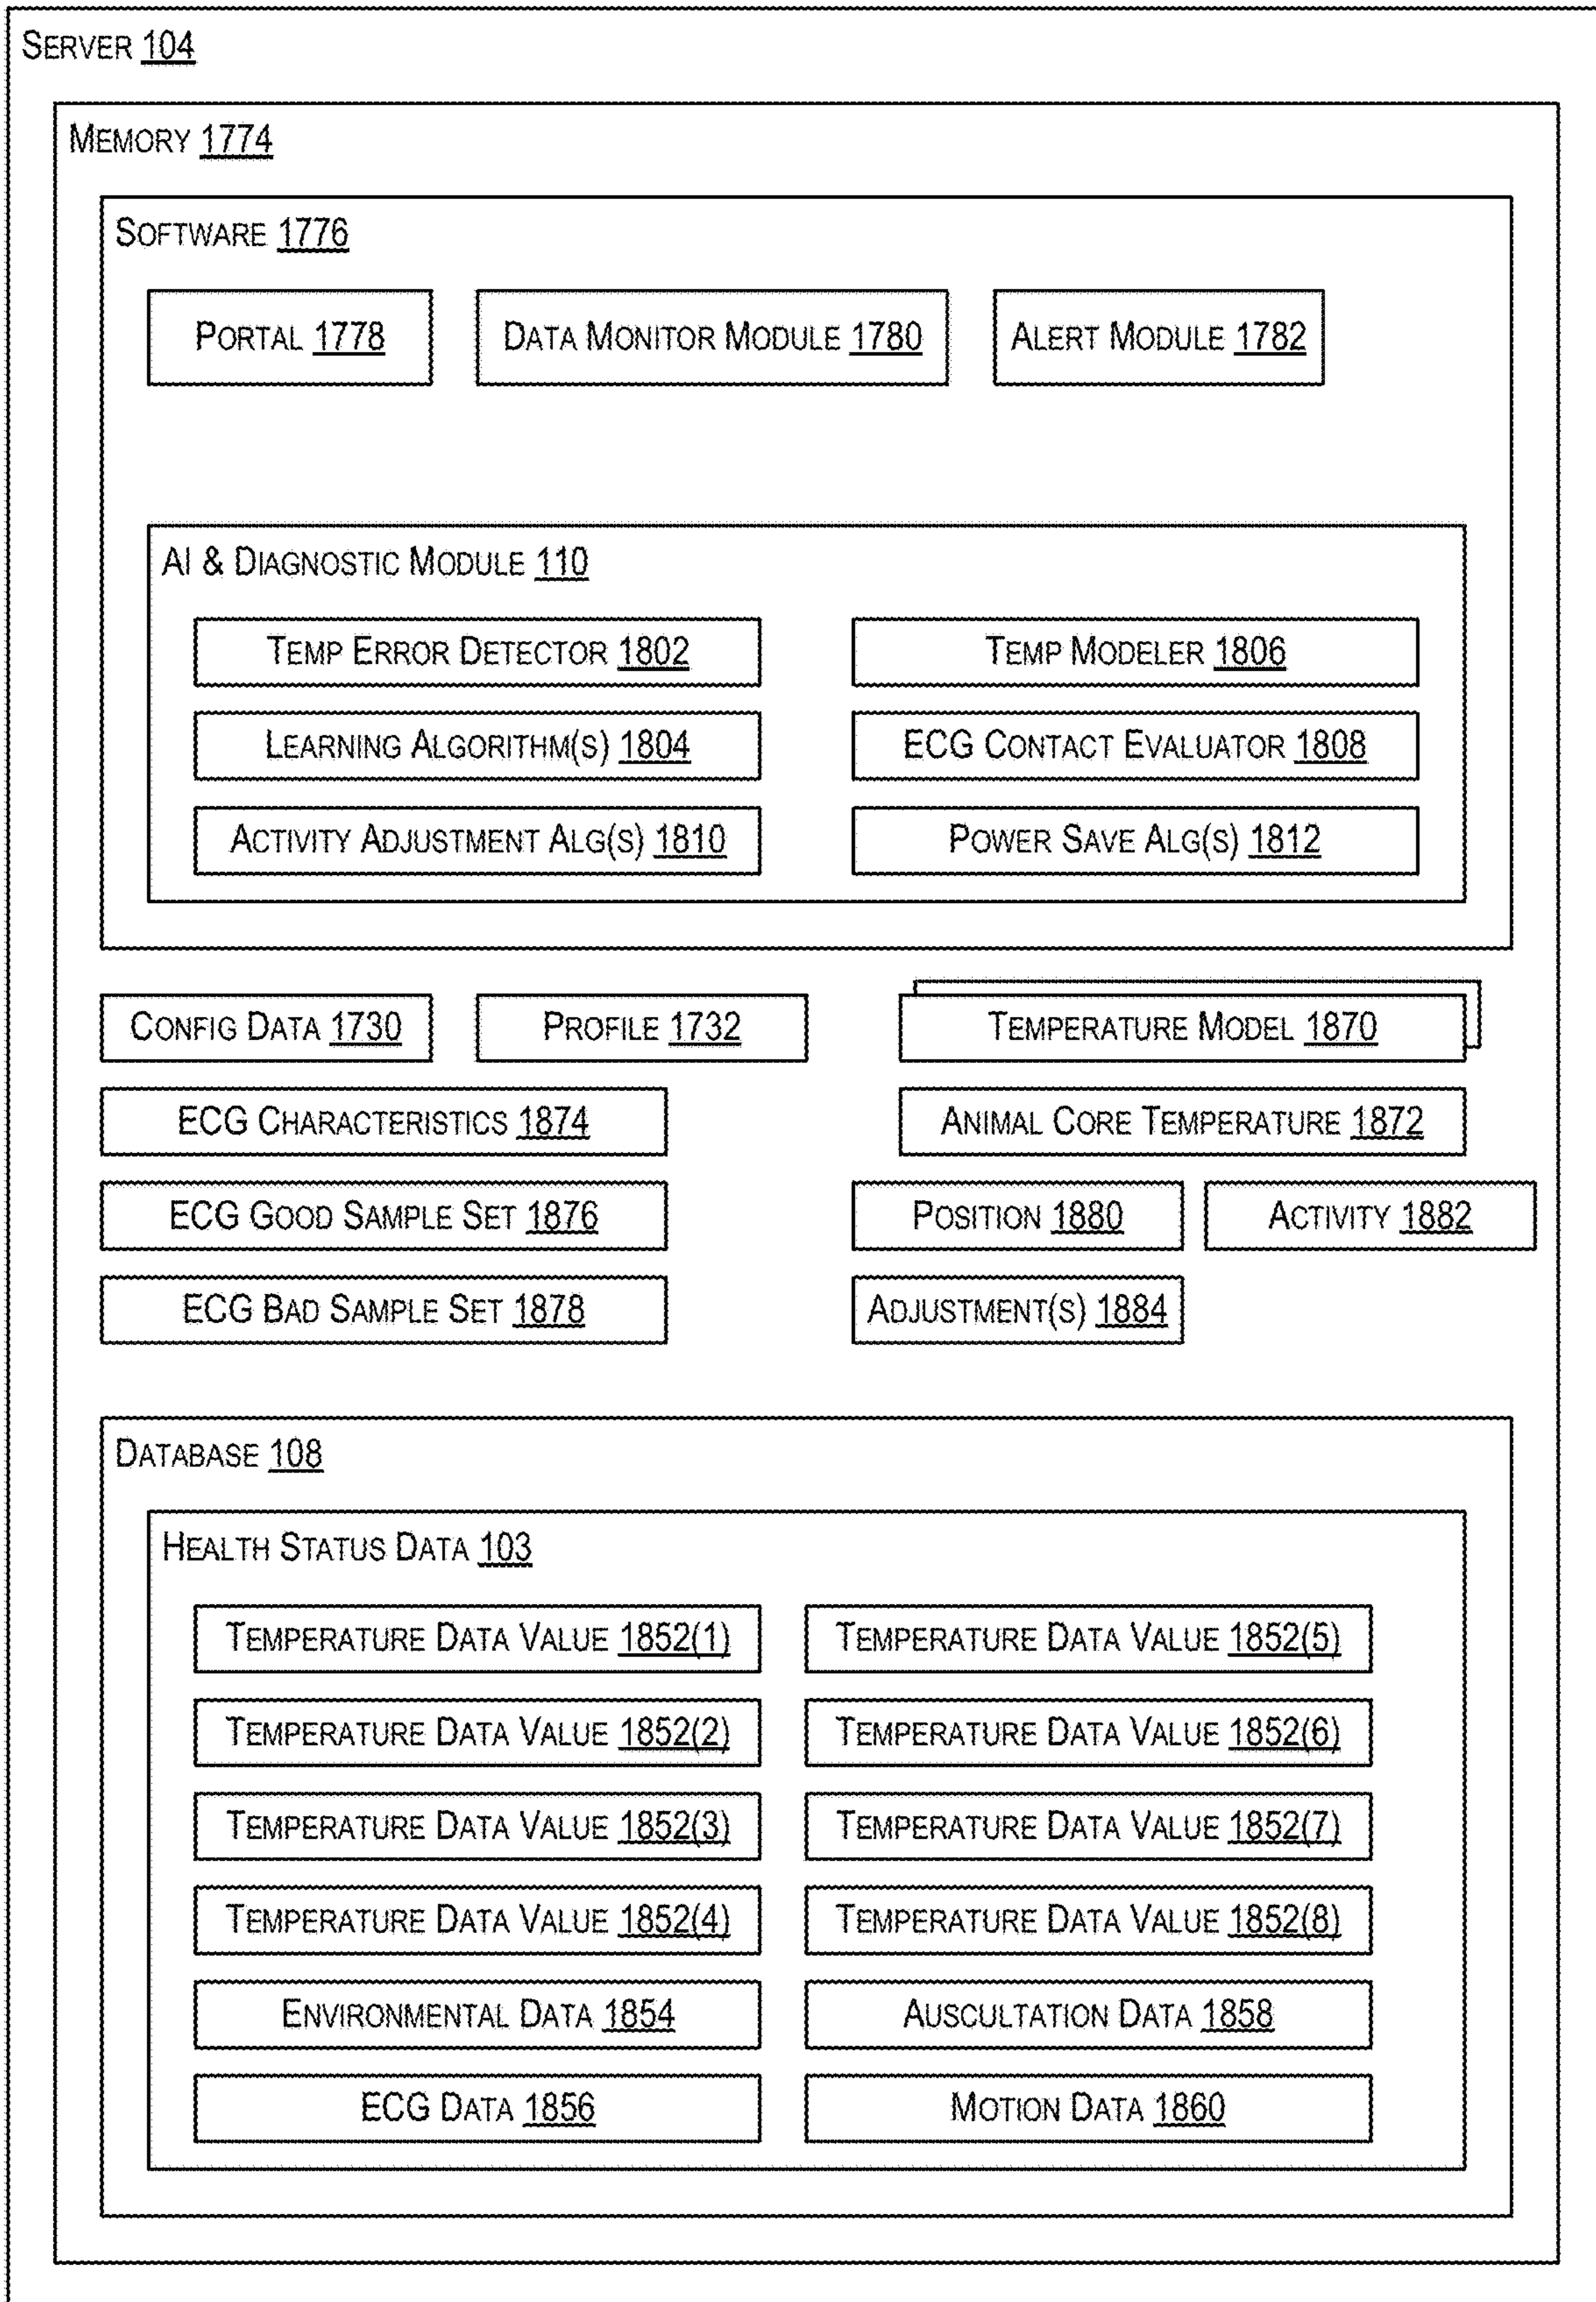 SERVER 104
MEMORY 1774
SOFTWARE 1776
PORTAL 1778
DATA MONITOR MODULE 1780
ALERT MODULE 1782
AI & DIAGNOSTIC MODULE 110
TEMP ERROR DETECTOR 1802
TEMP MODELER 1806
LEARNING ALGORITHM(S) 1804
ECG CONTACT EVALUATOR 1808
ACTIVITY ADJUSTMENT ALG(S) 1810
POWER SAVE ALG(S) 1812
CONFIG DATA 1730
PROFILE 1732
TEMPERATURE MODEL 1870
ECG CHARACTERISTICS 1874
ANIMAL CORE TEMPERATURE 1872
ECG GOOD SAMPLE SET 1876
POSITION 1880
ACTIVITY 1882
ECG BAD SAMPLE SET 1878
ADJUSTMENT(S) 1884
DATABASE 108
HEALTH STATUS DATA 103
TEMPERATURE DATA VALUE 1852(1)
TEMPERATURE DATA VALUE 1852(5)
TEMPERATURE DATA VALUE 1852(2)
TEMPERATURE DATA VALUE 1852(6)
TEMPERATURE DATA VALUE 1852(3)
TEMPERATURE DATA VALUE 1852(7)
TEMPERATURE DATA VALUE 1852(4)
TEMPERATURE DATA VALUE 1852(8)
ENVIRONMENTAL DATA 1854
AUSCULTATION DATA 1858
ECG DATA 1856
MOTION DATA 1860